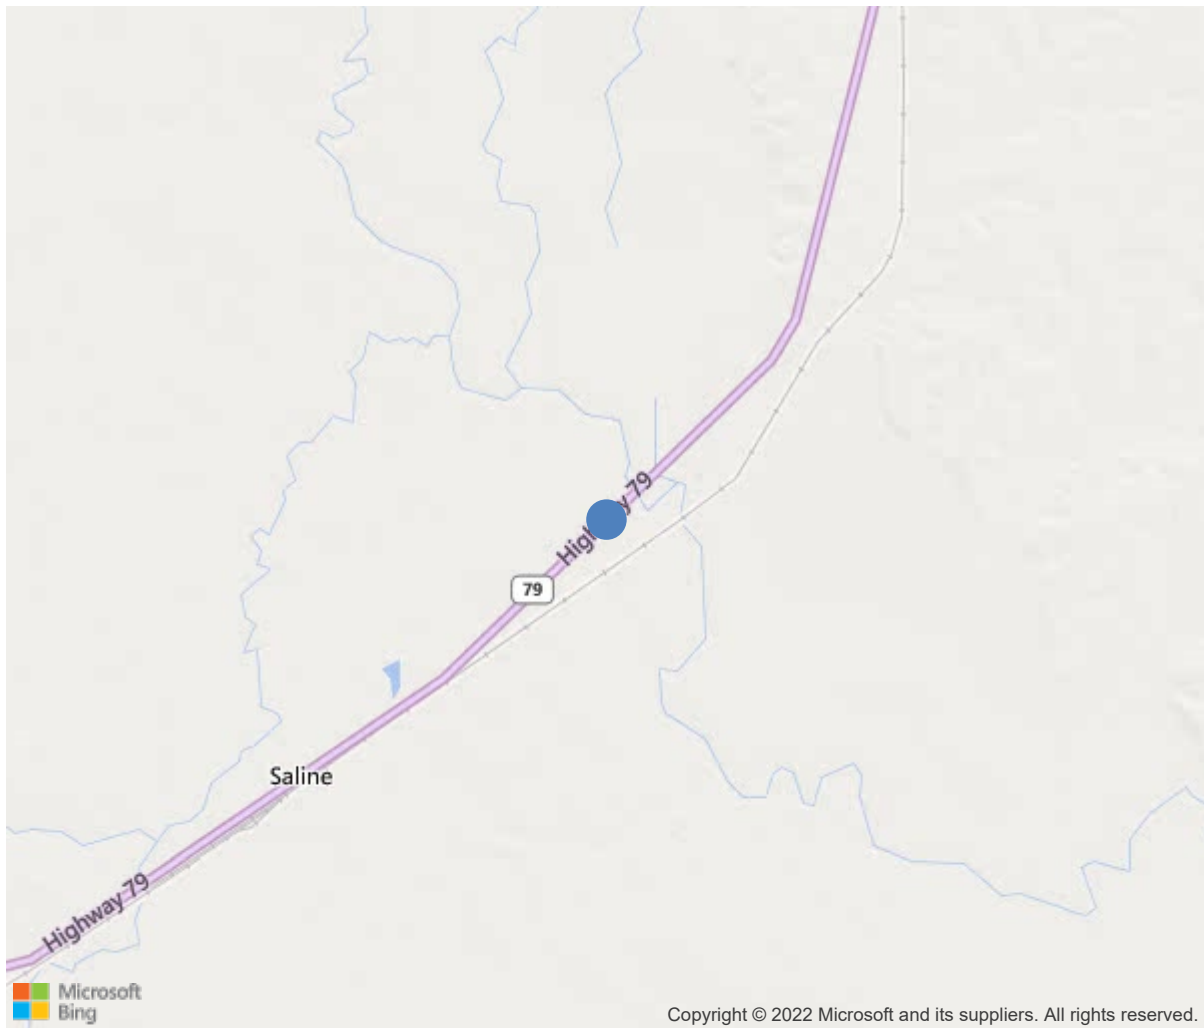 Highway 79
79
Saline
Highway 79
Microsoft
Bing
Copyright © 2022 Microsoft and its suppliers. All rights reserved.